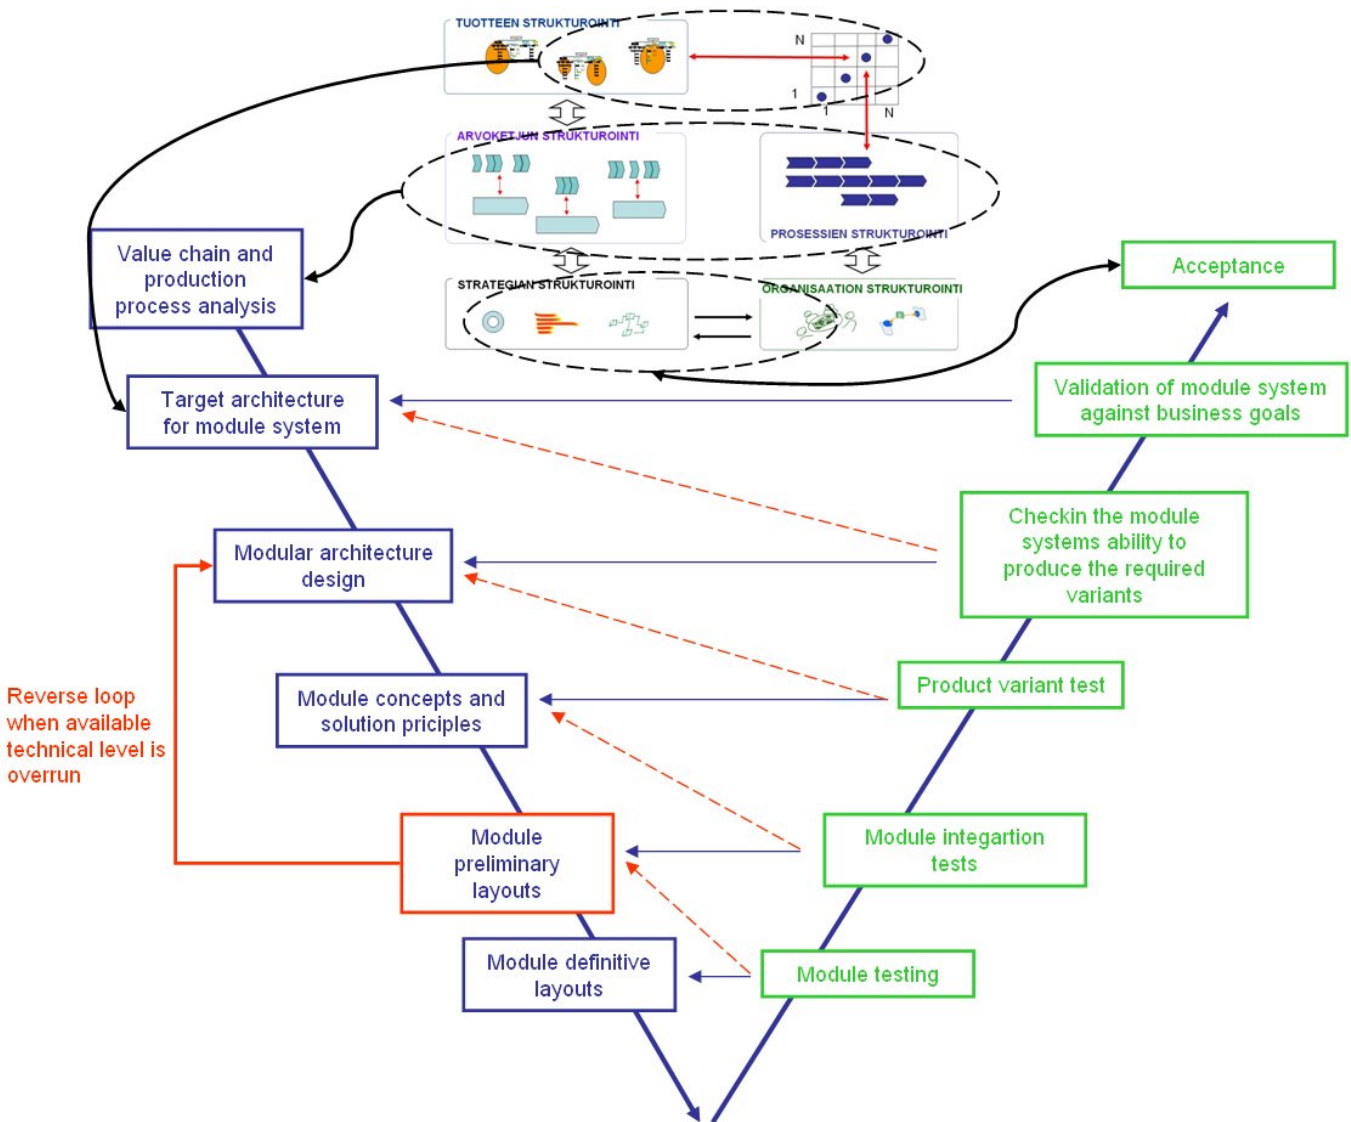 TUOTTEEN STRUKTUROINTI
N
1
1
N
ARVOKETJUN STRUKTUROINTI
PROSESSIEN STRUKTUROINTI
STRATEGIAN STRUKTUROINTI
ORGANISAATION STRUKTUROINTI
Value chain and
production
process analysis
Acceptance
Target architecture
for module system
Validation of module system
against business goals
Modular architecture
design
Checkin the module
systems ability to
produce the required
variants
Module concepts and
solution priciples
Product variant test
Reverse loop
when available
technical level is
overrun
Module
preliminary
layouts
Module integartion
tests
Module definitive
layouts
Module testing